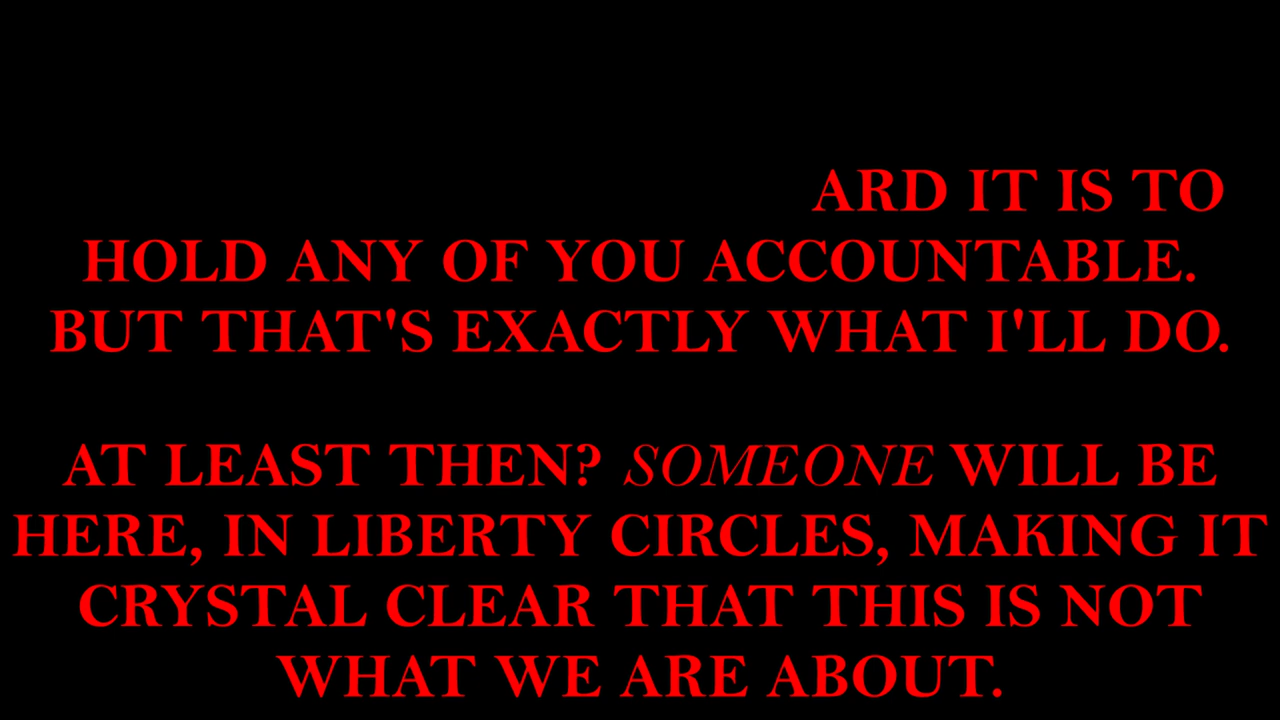 ARD IT IS TO
HOLD ANY OF YOU ACCOUNTABLE.
BUT THAT'S EXACTLY WHAT I'LL DO.
AT LEAST THEN? SOMEONE WILL BE
HERE, IN LIBERTY CIRCLES, MAKING IT
CRYSTAL CLEAR THAT THIS IS NOT
WHAT WE ARE ABOUT.